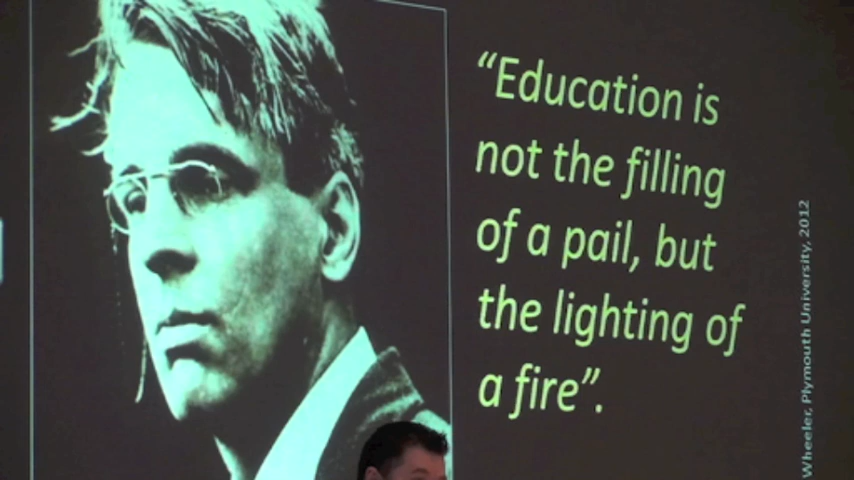 “Education is
not the filling
of a pail, but
the lighting of
a fire”.
Wheeler, Plymouth University, 2012